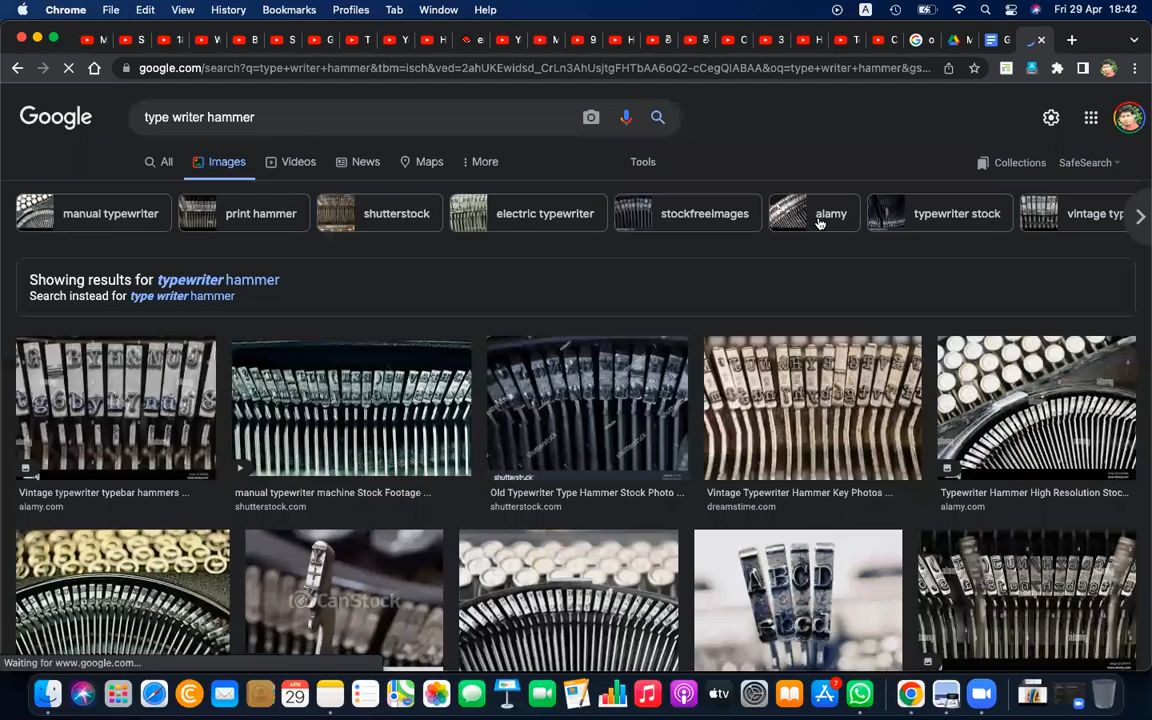 Chrome File Edit View History Bookmarks Profiles Tab Window Help A Fri 29 Apr 18:42
google.com/search?q=type+writer+hammer&tbm=isch&ved=2ahUKEwidsd_CrLn3AhUsjtgFHTbAA6oQ2-cCegQIABAA&oq=type+writer+hammer&gs...
Google
type writer hammer
All Images Videos News Maps More Tools Collections SafeSearch
manual typewriter print hammer shutterstock electric typewriter stockfreeimages alamy typewriter stock vintage typ
Showing results for typewriter hammer
Search instead for type writer hammer
Vintage typewriter typebar hammers ... manual typewriter machine Stock Footage ... Old Typewriter Type Hammer Stock Photo ... Vintage Typewriter Hammer Key Photos ... Typewriter Hammer High Resolution Stoc...
alamy.com shutterstock.com shutterstock.com dreamstime.com alamy.com
CanStock
A B C D
Waiting for www.google.com...
APR
29
tv
7